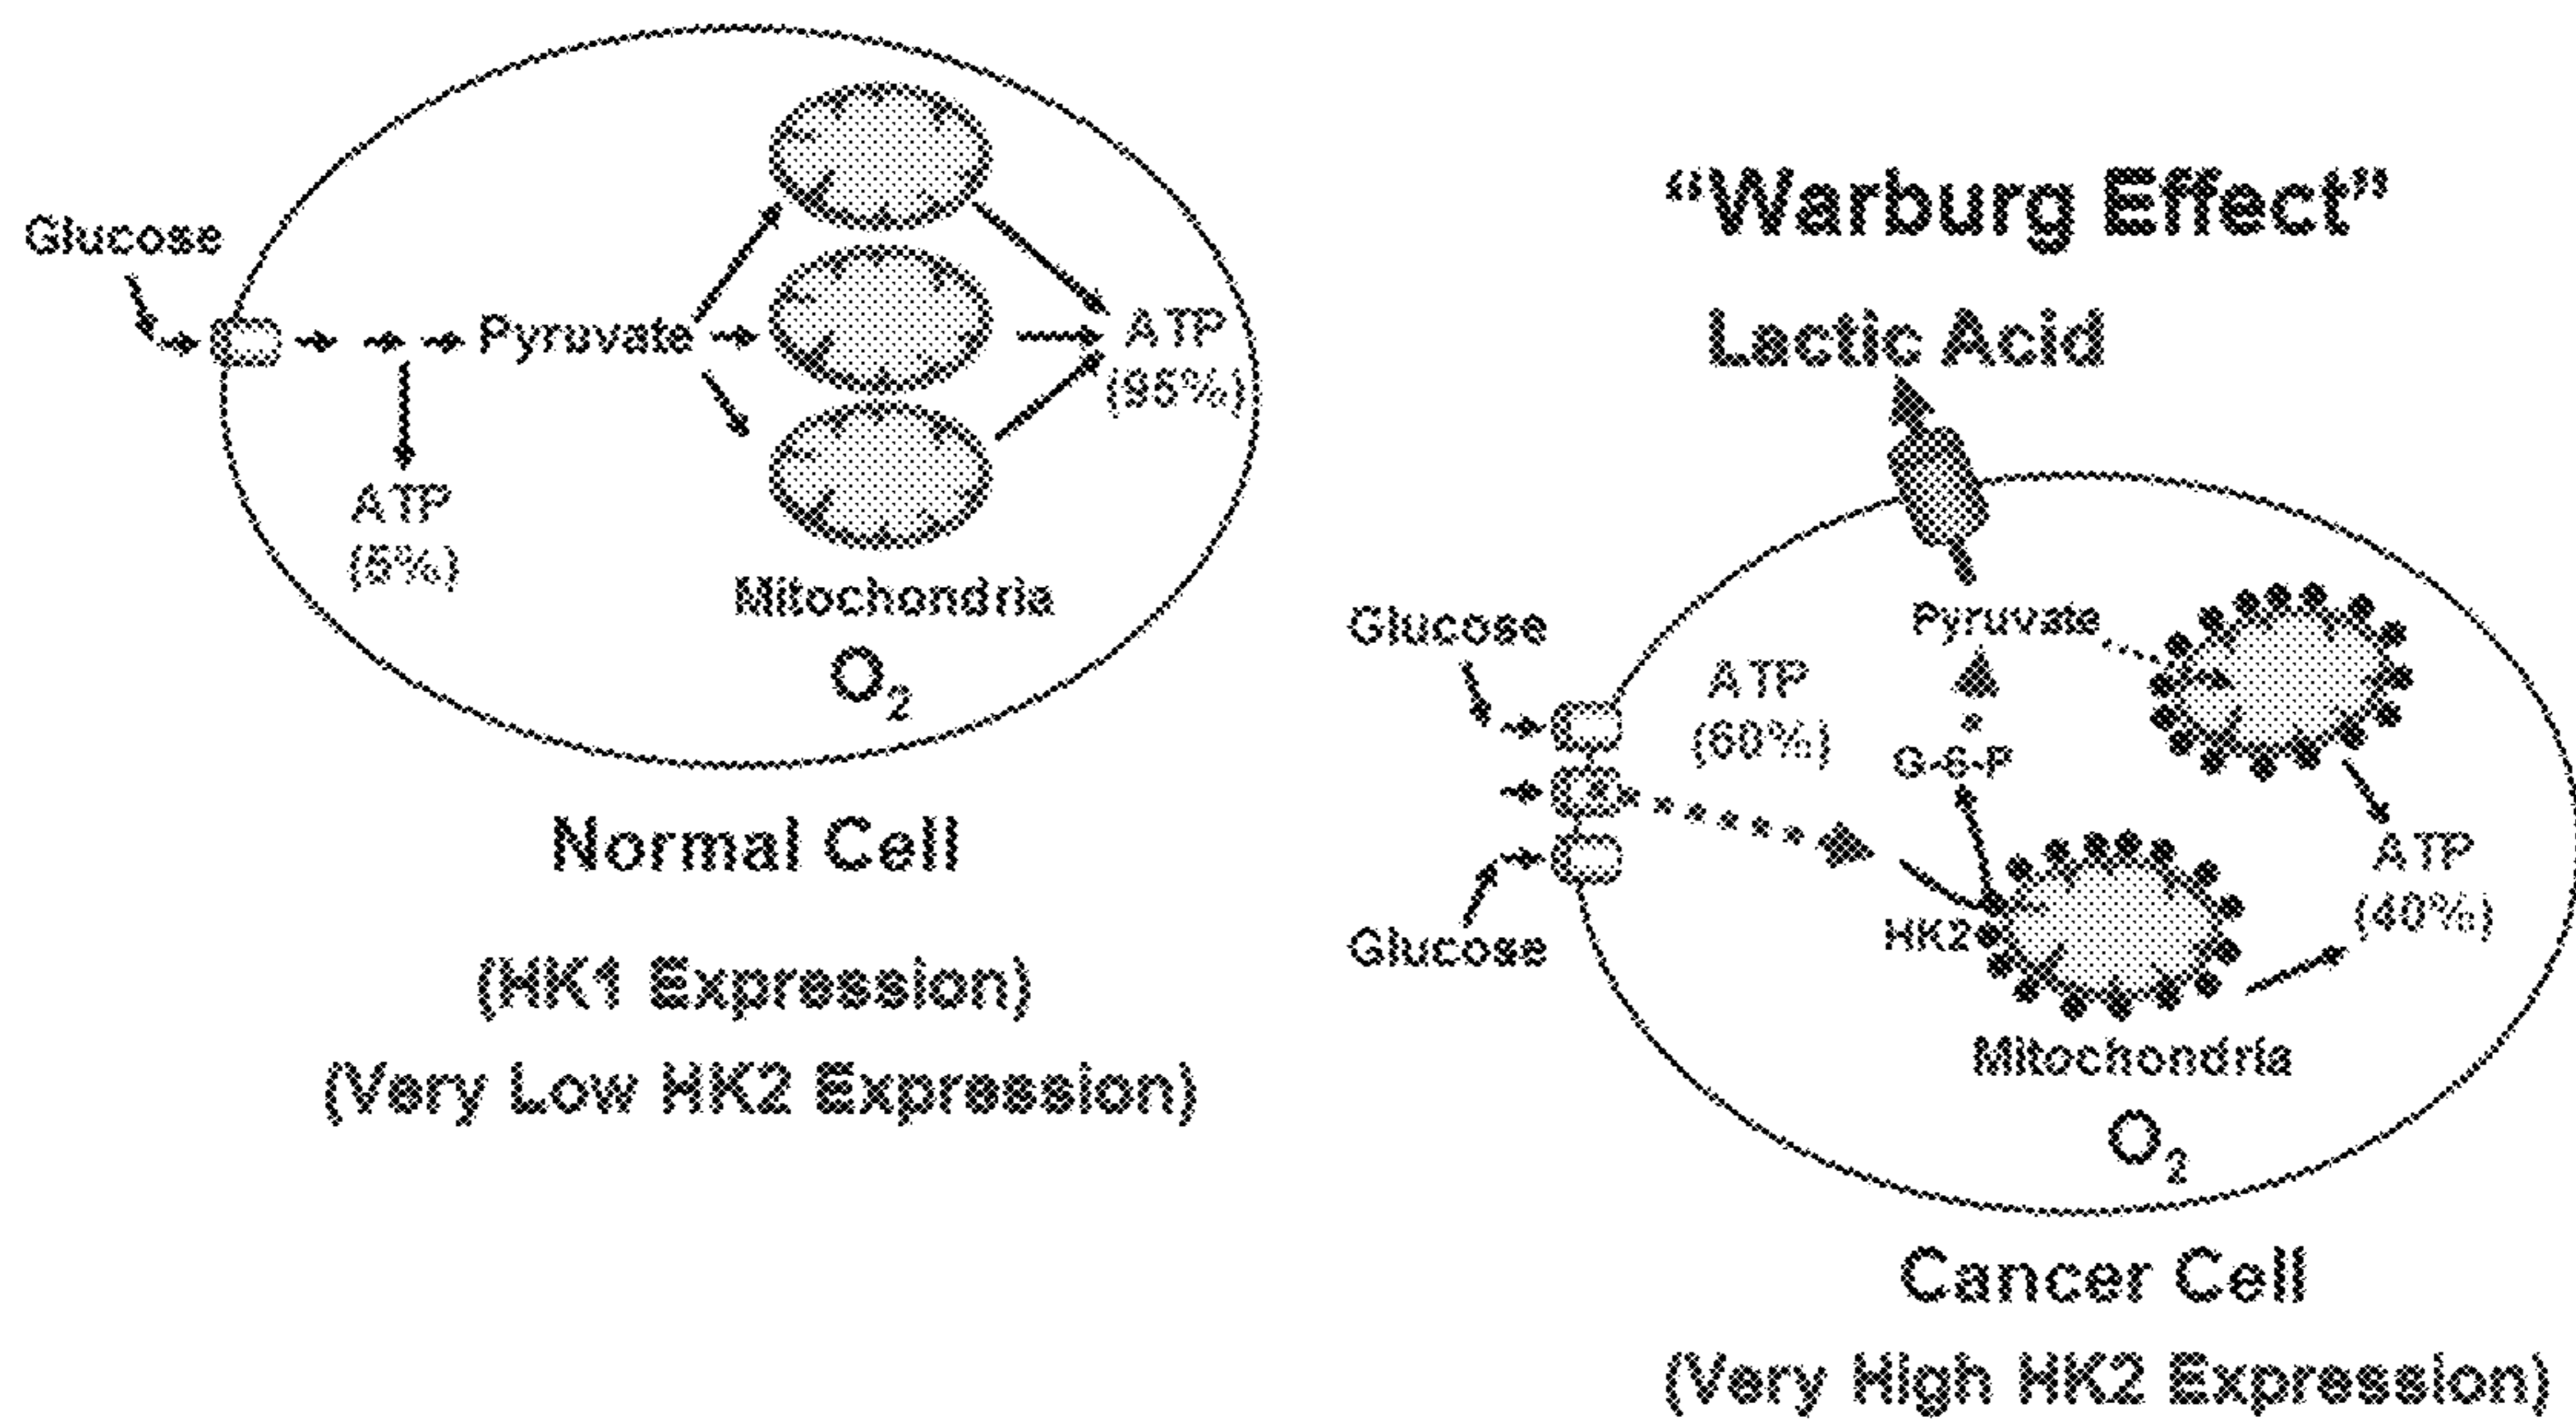 Glucose
Pyruvate
ATP
(5%)
ATP
(95%)
Mitochondria
O₂
Normal Cell
(HK1 Expression)
(Very Low HK2 Expression)
“Warburg Effect”
Lactic Acid
Glucose
Glucose
ATP
(60%)
Pyruvate
G-6-P
HK2
ATP
(40%)
Mitochondria
O₂
Cancer Cell
(Very High HK2 Expression)